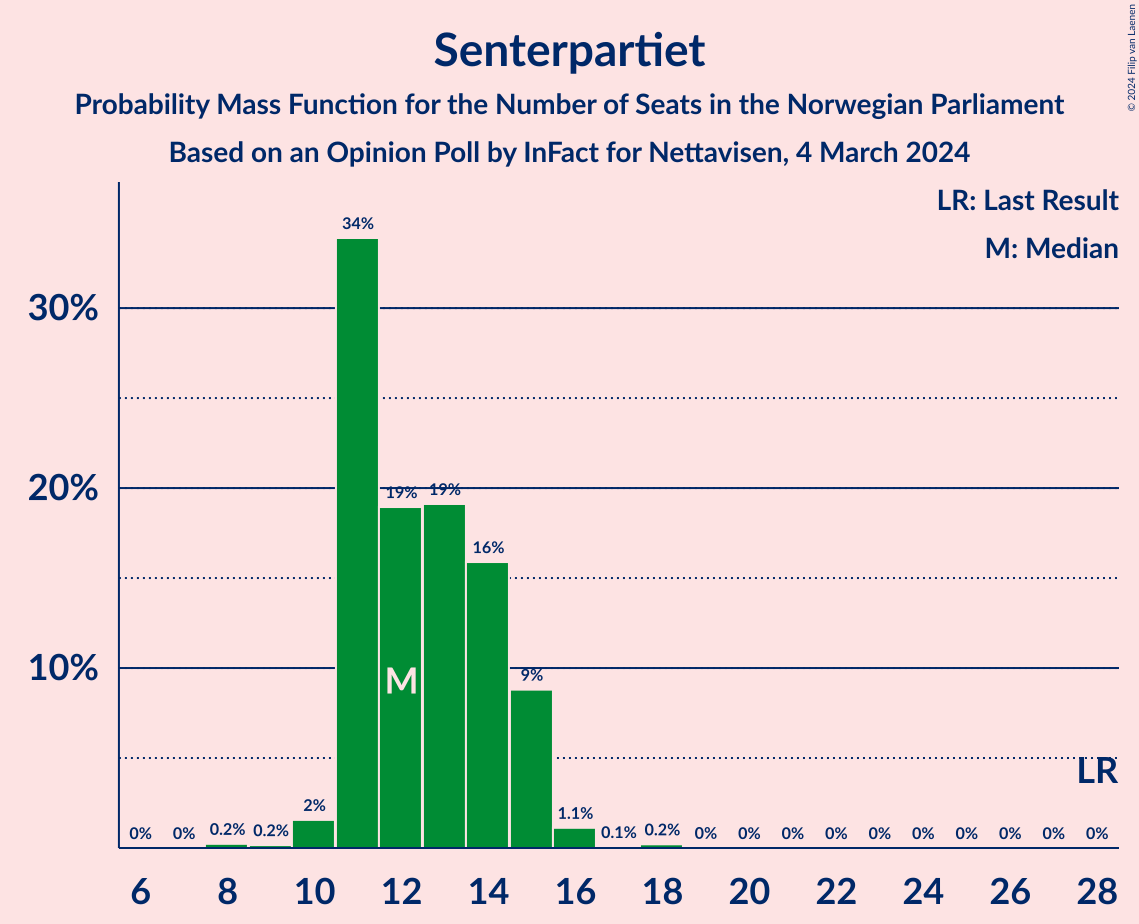 © 2024 Filip van Laenen
Senterpartiet
Probability Mass Function for the Number of Seats in the Norwegian Parliament
Based on an Opinion Poll by InFact for Nettavisen, 4 March 2024
LR: Last Result
M: Median
34%
30%
20%
19%
19%
16%
10%
M
9%
LR
2%
1.1%
0%
0%
0.2%
0.2%
0.1%
0.2%
0%
0%
0%
0%
0%
0%
0%
0%
0%
0%
6 8 10 12 14 16 18 20 22 24 26 28